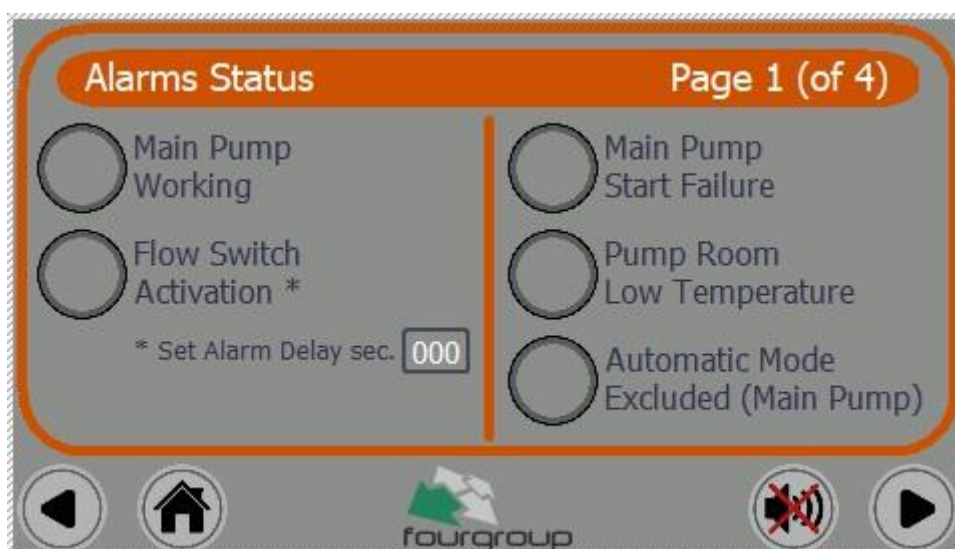 Alarms Status
Page 1 (of 4)
Main Pump
Working
Flow Switch
Activation *
* Set Alarm Delay sec. 000
Main Pump
Start Failure
Pump Room
Low Temperature
Automatic Mode
Excluded (Main Pump)
fourgroup